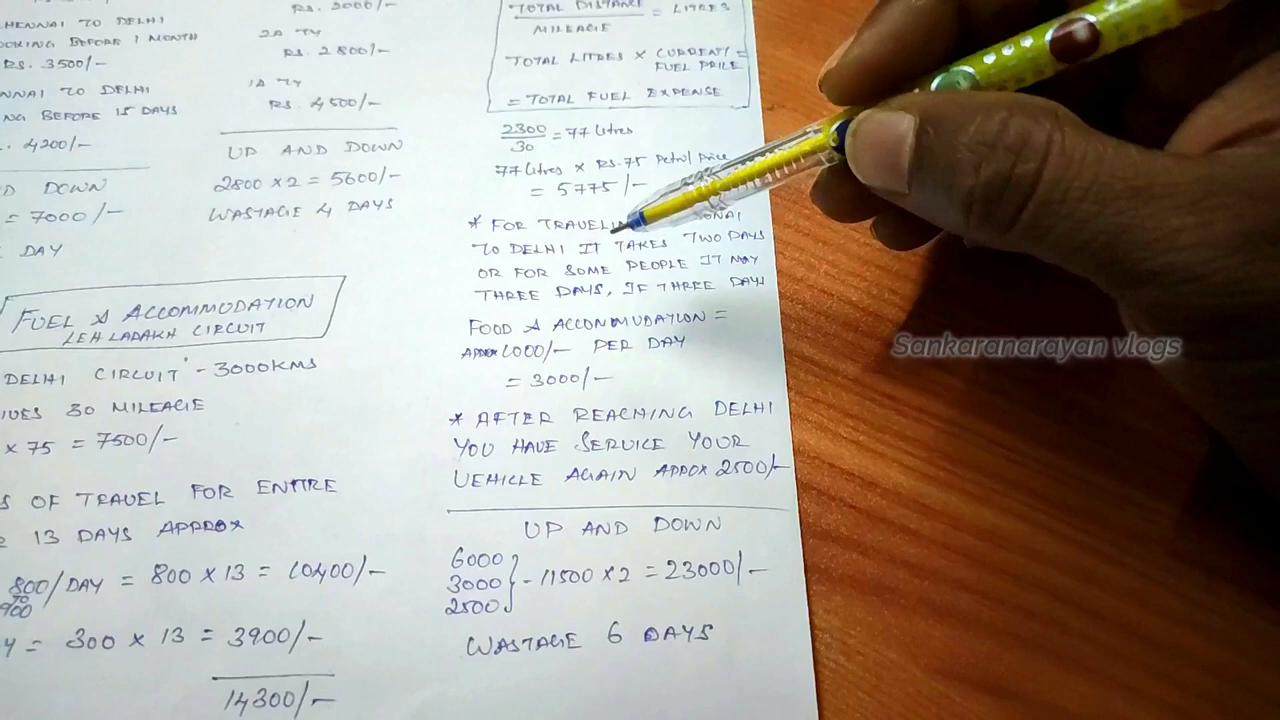 CHENNAI TO DELHI
BOOKING BEFORE 1 MONTH
RS. 3500/-
CHENNAI TO DELHI
BEFORE 15 DAYS
4200/-
DOWN
= 7000/-
DAY
RS. 2000/-
2A
RS. 2800/-
1A
RS. 4500/-
UP AND DOWN
2800 × 2 = 5600/-
WASTAGE 4 DAYS
FUEL & ACCOMMODATION
LEH LADAKH CIRCUIT
DELHI CIRCUIT - 3000KMS
30 MILEAGE
× 75 = 7500/-
OF TRAVEL FOR ENTIRE
13 DAYS APPROX
800/DAY = 800 × 13 = 10400/-
TO
900
= 300 × 13 = 3900/-
14300/-
TOTAL DISTANCE
MILEAGE
= LITRES
TOTAL LITRES × CURRENT FUEL PRICE =
= TOTAL FUEL EXPENSE
2300
30
= 77 litres
77 litres × RS. 75 Petrol Price
= 5775/-
* FOR
TO DELHI IT TAKES TWO DAYS
OR FOR SOME PEOPLE IT MAY
THREE DAYS, IF THREE DAYS
FOOD & ACCOMMUDATION =
APPROX 1000/- PER DAY
= 3000/-
* AFTER REACHING DELHI
YOU HAVE SERVICE YOUR
VEHICLE AGAIN APPOX 2500/-
UP AND DOWN
6000
3000
2500
- 11500 × 2 = 23000/-
WASTAGE 6 DAYS
Sankaranarayan vlogs